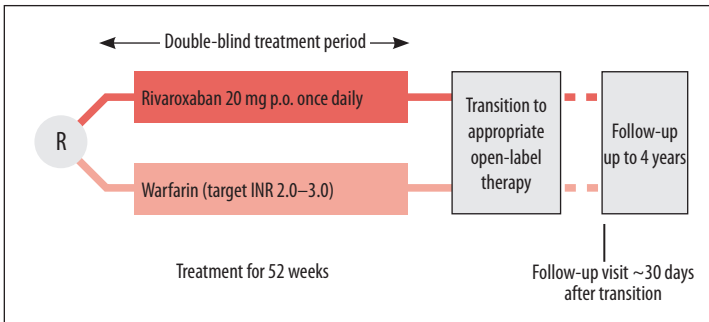 Double-blind treatment period
R
Rivaroxaban 20 mg p.o. once daily
Warfarin (target INR 2.0–3.0)
Transition to
appropriate
open-label
therapy
Follow-up
up to 4 years
Treatment for 52 weeks
Follow-up visit ~30 days
after transition